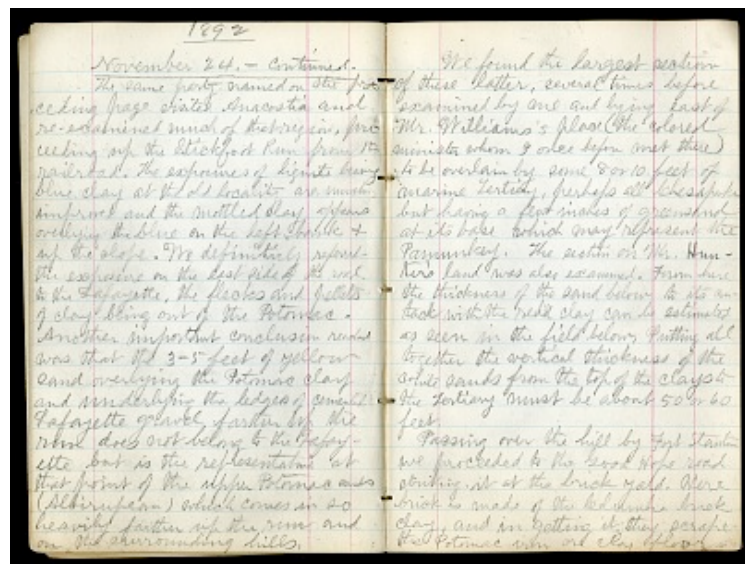 1892
November 24. — Continued.
The same party named on the pre-
ceding page visited Anacostia and
re-examined much of that region, pro-
ceeding up the Stickfoot Run from the
railroad. The exposures of lignite being
blue clay at the old locality are much
improved and the mottled clay appears
overlying the blue on the left bank &
up the slope. We definitely referred
the exposure on the west side of the road
to the Lafayette, the flecks and pellets
of clay being out of the Potomac.
Another important conclusion reached
was that the 3-5 feet of yellow
sand overlying the Potomac clay
and underlying the ledges of cement
Lafayette gravel farther up the
run does not belong to the Lafay-
ette but is the representative at
that point of the upper Potomac sands
(Albirupean) which comes in so
heavily farther up the run and
on the surrounding hills.
We found the largest section
of these latter, several times before
examined by me and lying east of
Mr. Williams's place (the colored
minister whom I once before met there)
to be overlain by some 8 or 10 feet of
marine tertiary, perhaps all Chesapeake
but having a few inches of greensand
at its base which may represent the
Pamunkey. The section on Mr. Hun-
land was also examined. From here
the thickness of the sand below to its con-
tact with the red clay can be estimated
as seen in the field below. Putting all
together the vertical thickness of the
white sands from the top of the clays to
the Tertiary must be about 50 or 60
feet.
Passing over the hill by Fort Stanton
we proceeded to the Good Hope road
striking it at the brick yard. Here
brick is made of the Columbia brick
clay, and in getting it they scrape
the Potomac iron ore clay